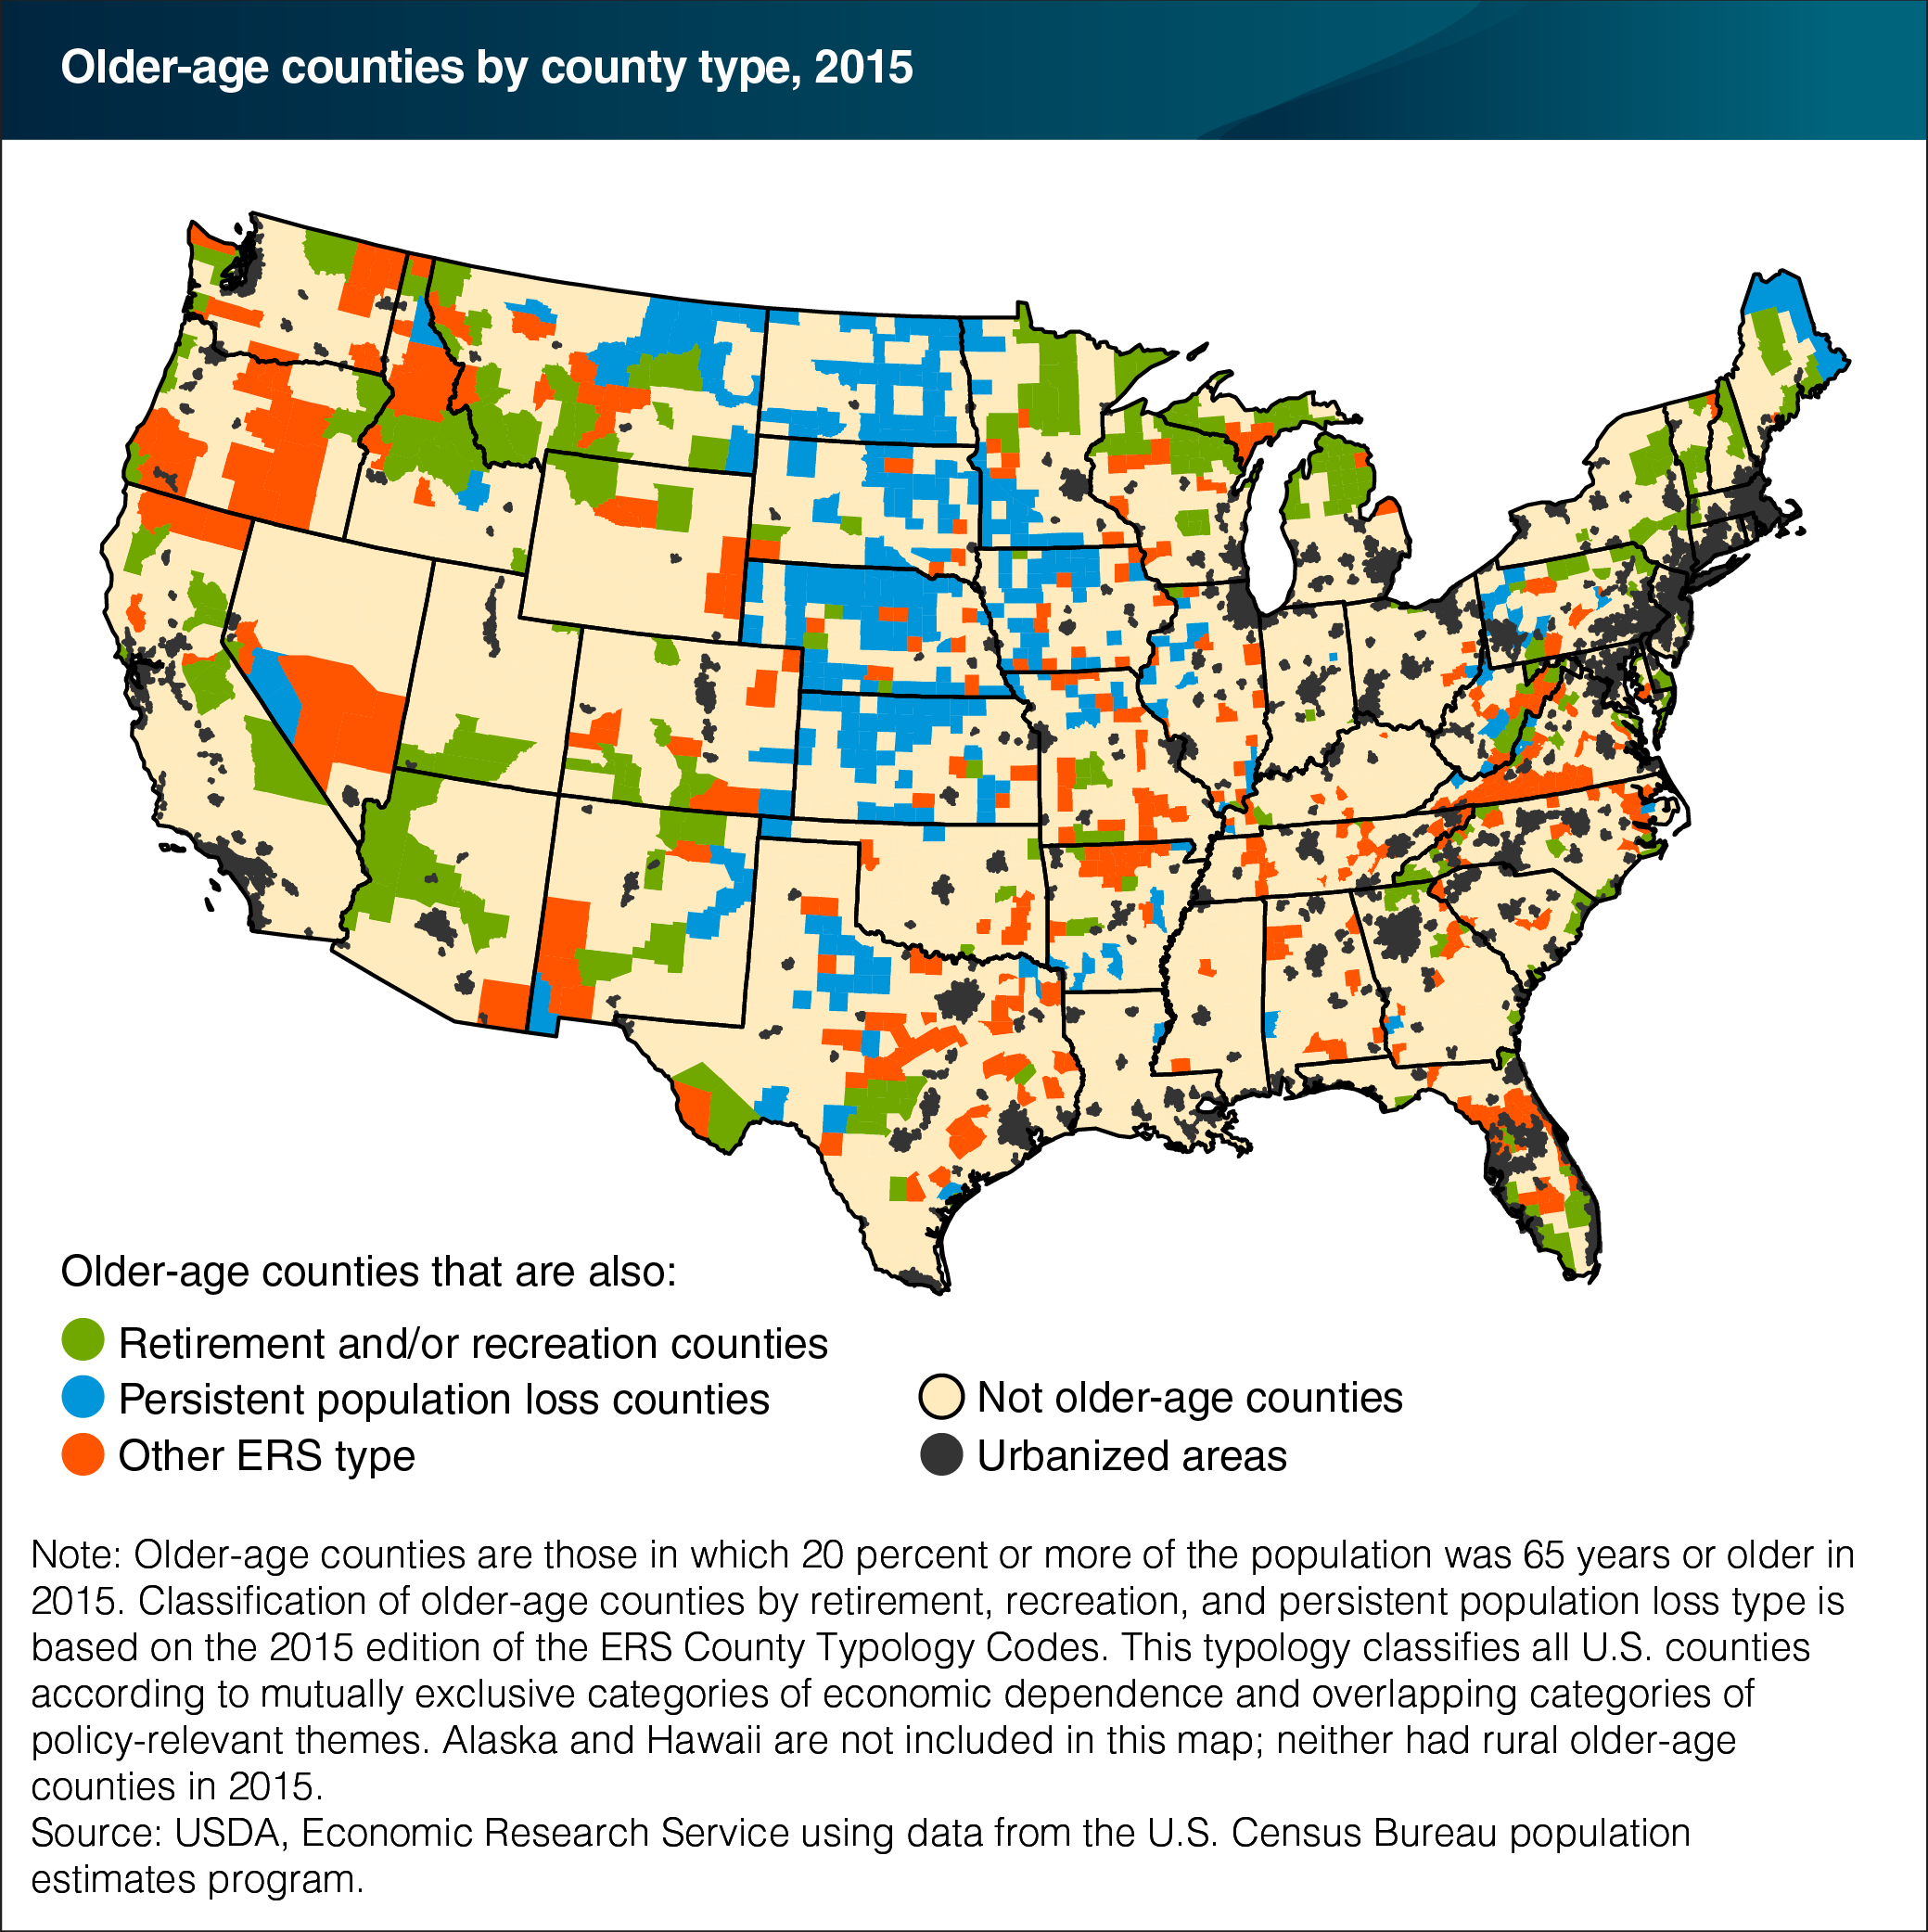 Older-age counties by county type, 2015
Older-age counties that are also:
Retirement and/or recreation counties
Persistent population loss counties
Other ERS type
Not older-age counties
Urbanized areas
Note: Older-age counties are those in which 20 percent or more of the population was 65 years or older in
2015. Classification of older-age counties by retirement, recreation, and persistent population loss type is
based on the 2015 edition of the ERS County Typology Codes. This typology classifies all U.S. counties
according to mutually exclusive categories of economic dependence and overlapping categories of
policy-relevant themes. Alaska and Hawaii are not included in this map; neither had rural older-age
counties in 2015.
Source: USDA, Economic Research Service using data from the U.S. Census Bureau population
estimates program.